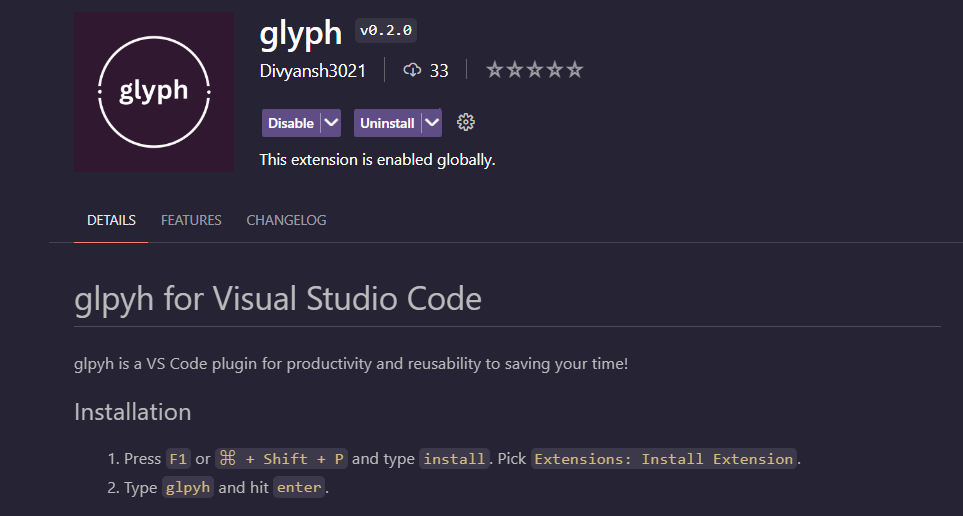 glyph
glyph v0.2.0
Divyansh3021 33
Disable Uninstall
This extension is enabled globally.
DETAILS FEATURES CHANGELOG
glpyh for Visual Studio Code
glpyh is a VS Code plugin for productivity and reusability to saving your time!
Installation
1. Press F1 or ⌘ + Shift + P and type install. Pick Extensions: Install Extension.
2. Type glpyh and hit enter.